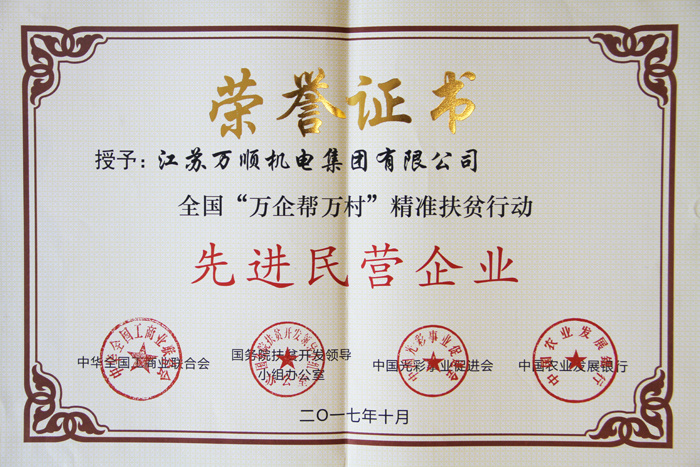 荣誉证书
授予：江苏万顺机电集团有限公司
全国“万企帮万村”精准扶贫行动
先进民营企业
中华全国工商业联合会
国务院扶贫开发领导
小组办公室
中国光彩事业促进会
中国农业发展银行
二〇一七年十月